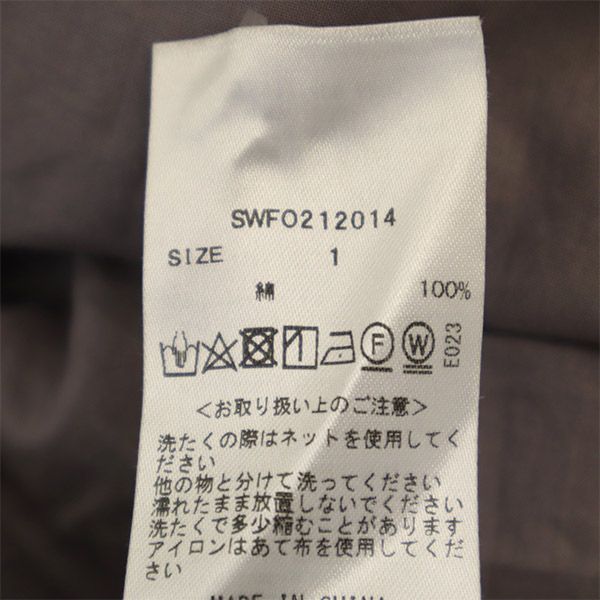 SWF0212014
SIZE 1
綿 100%
F W E023
<お取り扱い上のご注意>
洗たくの際はネットを使用してく
ださい
他の物と分けて洗ってください
濡れたまま放置しないでください
洗たくで多少縮むことがあります
アイロンはあて布を使用してくだ
さい
MADE IN CHINA